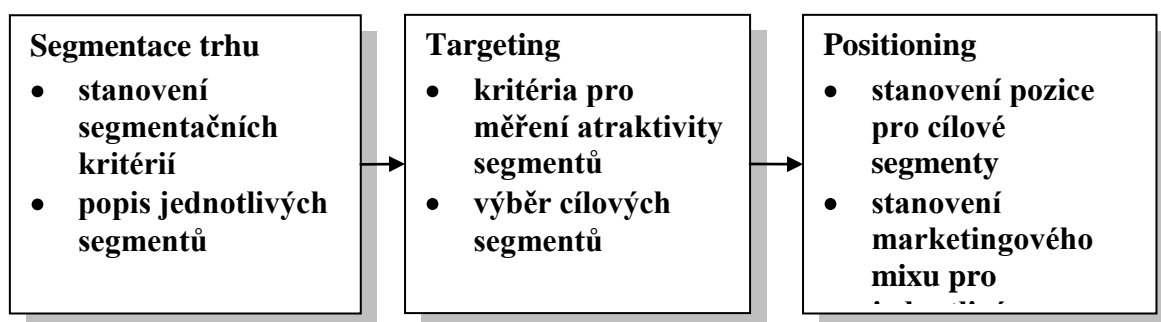 Segmentace trhu
• stanovení
segmentačních
kritérií
• popis jednotlivých
segmentů
Targeting
• kritéria pro
měření atraktivity
segmentů
• výběr cílových
segmentů
Positioning
• stanovení pozice
pro cílové
segmenty
• stanovení
marketingového
mixu pro